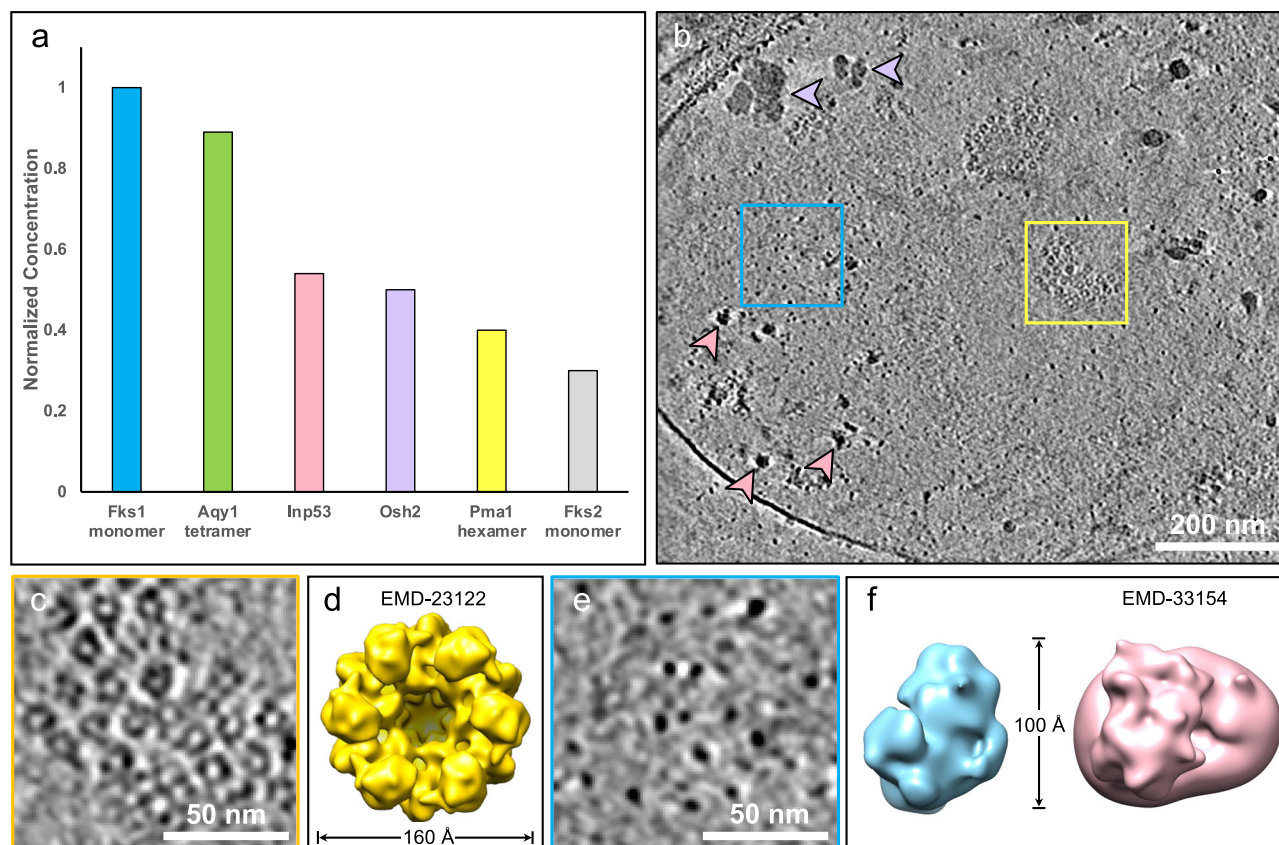 a
Normalized Concentration
1
0.8
0.6
0.4
0.2
0
Fks1
monomer
Aqy1
tetramer
Inp53
Osh2
Pma1
hexamer
Fks2
monomer
b
200 nm
c
50 nm
d
EMD-23122
160 Å
e
50 nm
f
EMD-33154
100 Å